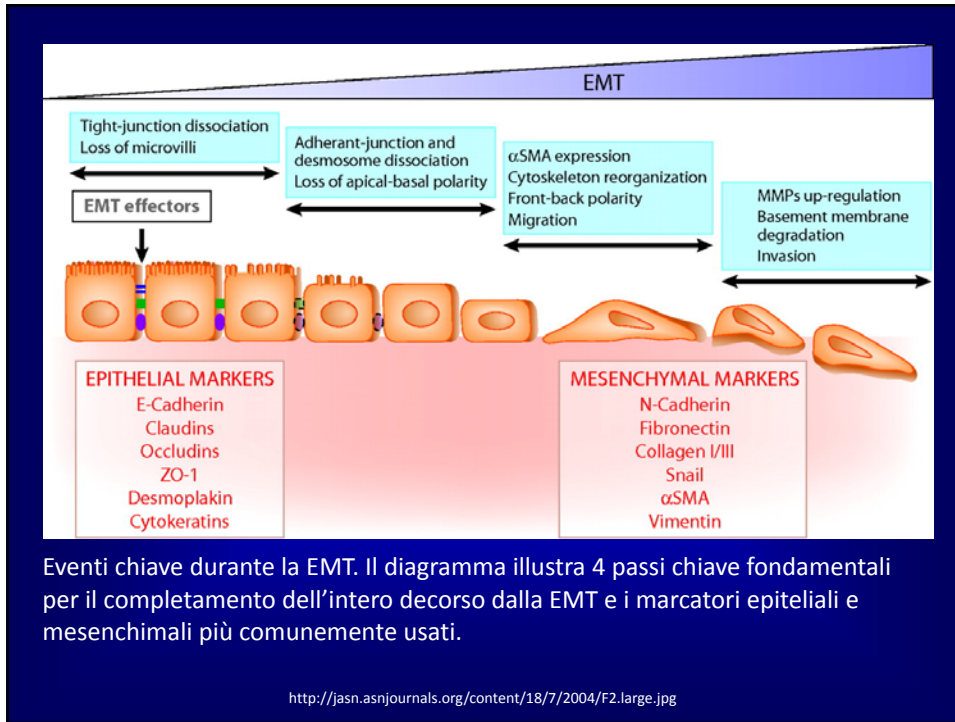 EMT
Tight-junction dissociation
Loss of microvilli
Adherant-junction and
desmosome dissociation
Loss of apical-basal polarity
αSMA expression
Cytoskeleton reorganization
Front-back polarity
Migration
MMPs up-regulation
Basement membrane
degradation
Invasion
EMT effectors
EPITHELIAL MARKERS
E-Cadherin
Claudins
Occludins
ZO-1
Desmoplakin
Cytokeratins
MESENCHYMAL MARKERS
N-Cadherin
Fibronectin
Collagen I/III
Snail
αSMA
Vimentin
Eventi chiave durante la EMT. Il diagramma illustra 4 passi chiave fondamentali
per il completamento dell’intero decorso dalla EMT e i marcatori epiteliali e
mesenchimali più comunemente usati.
http://jasn.asnjournals.org/content/18/7/2004/F2.large.jpg